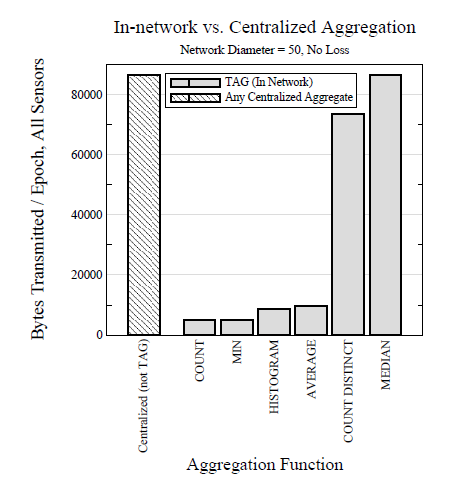 In-network vs. Centralized Aggregation
Network Diameter = 50, No Loss
TAG (In Network)
Any Centralized Aggregate
Bytes Transmitted / Epoch, All Sensors
80000
60000
40000
20000
0
Centralized (not TAG)
COUNT
MIN
HISTOGRAM
AVERAGE
COUNT DISTINCT
MEDIAN
Aggregation Function